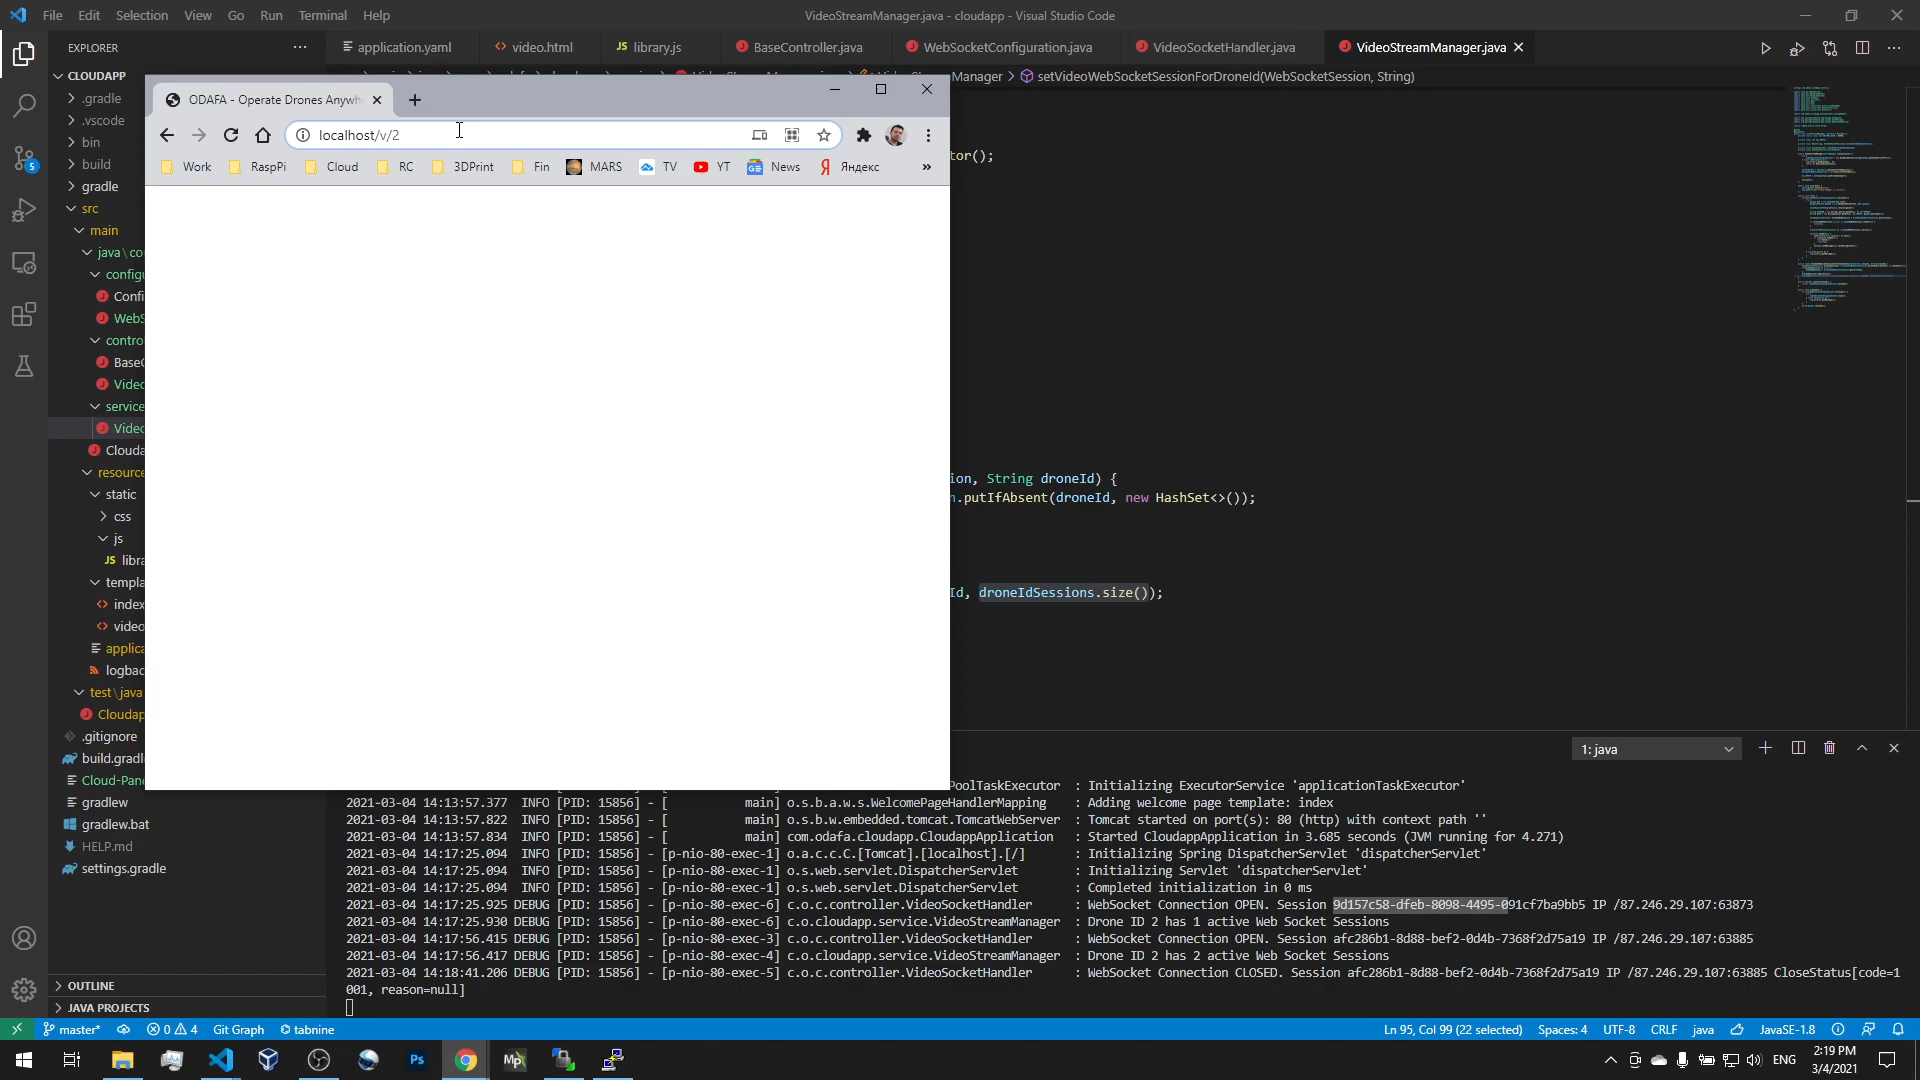 File Edit Selection View Go Run Terminal Help
VideoStreamManager.java - cloudapp - Visual Studio Code
EXPLORER
application.yaml
video.html
JS library.js
BaseController.java
WebSocketConfiguration.java
VideoSocketHandler.java
VideoStreamManager.java
CLOUDAPP
Manager > setVideoWebSocketSessionForDroneId(WebSocketSession, String)
ODAFA - Operate Drones Anywh
localhost/v/2
Work RaspPi Cloud RC 3DPrint Fin MARS TV YT News Яндекс »
.gradle
.vscode
bin
build
gradle
src
main
java\co
configu
Confi
WebS
contro
BaseC
Video
service
Video
Clouda
resource
static
css
js
JS libra
templa
index
video
applica
logbac
test\java
Cloudap
.gitignore
build.gradl
Cloud-Pane
gradlew
gradlew.bat
HELP.md
settings.gradle
OUTLINE
JAVA PROJECTS
tor();
ion, String droneId) {
n.putIfAbsent(droneId, new HashSet<>());
Id, droneIdSessions.size());
1: java
PoolTaskExecutor : Initializing ExecutorService 'applicationTaskExecutor'
2021-03-04 14:13:57.377 INFO [PID: 15856] - [ main] o.s.b.a.w.s.WelcomePageHandlerMapping : Adding welcome page template: index
2021-03-04 14:13:57.822 INFO [PID: 15856] - [ main] o.s.b.w.embedded.tomcat.TomcatWebServer : Tomcat started on port(s): 80 (http) with context path ''
2021-03-04 14:13:57.834 INFO [PID: 15856] - [ main] com.odafa.cloudapp.CloudappApplication : Started CloudappApplication in 3.685 seconds (JVM running for 4.271)
2021-03-04 14:17:25.094 INFO [PID: 15856] - [p-nio-80-exec-1] o.a.c.c.C.[Tomcat].[localhost].[/] : Initializing Spring DispatcherServlet 'dispatcherServlet'
2021-03-04 14:17:25.094 INFO [PID: 15856] - [p-nio-80-exec-1] o.s.web.servlet.DispatcherServlet : Initializing Servlet 'dispatcherServlet'
2021-03-04 14:17:25.094 INFO [PID: 15856] - [p-nio-80-exec-1] o.s.web.servlet.DispatcherServlet : Completed initialization in 0 ms
2021-03-04 14:17:25.925 DEBUG [PID: 15856] - [p-nio-80-exec-6] c.o.c.controller.VideoSocketHandler : WebSocket Connection OPEN. Session 9d157c58-dfeb-8098-4495-091cf7ba9bb5 IP /87.246.29.107:63873
2021-03-04 14:17:25.930 DEBUG [PID: 15856] - [p-nio-80-exec-6] c.o.cloudapp.service.VideoStreamManager : Drone ID 2 has 1 active Web Socket Sessions
2021-03-04 14:17:56.415 DEBUG [PID: 15856] - [p-nio-80-exec-3] c.o.c.controller.VideoSocketHandler : WebSocket Connection OPEN. Session afc286b1-8d88-bef2-0d4b-7368f2d75a19 IP /87.246.29.107:63885
2021-03-04 14:17:56.417 DEBUG [PID: 15856] - [p-nio-80-exec-4] c.o.cloudapp.service.VideoStreamManager : Drone ID 2 has 2 active Web Socket Sessions
2021-03-04 14:18:41.206 DEBUG [PID: 15856] - [p-nio-80-exec-5] c.o.c.controller.VideoSocketHandler : WebSocket Connection CLOSED. Session afc286b1-8d88-bef2-0d4b-7368f2d75a19 IP /87.246.29.107:63885 CloseStatus[code=1
001, reason=null]
master* 0 4 Git Graph tabnine
Ln 95, Col 99 (22 selected) Spaces: 4 UTF-8 CRLF java JavaSE-1.8
Ps Mp ENG
2:19 PM
3/4/2021